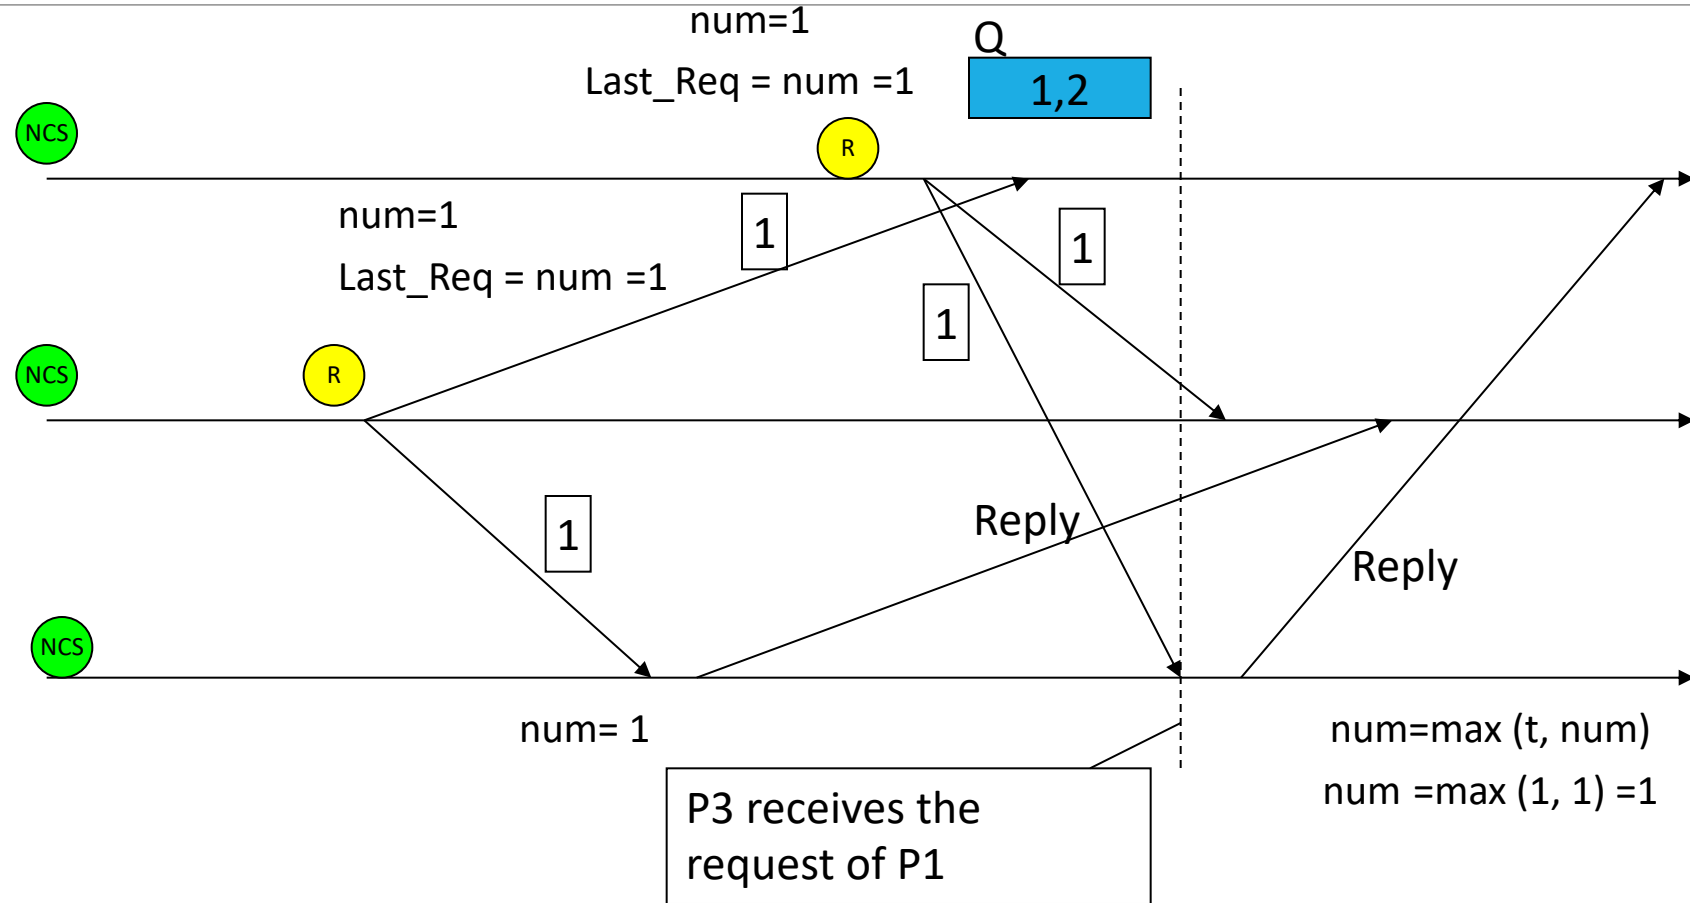 num=1
Last_Req = num =1
Q
1,2
NCS
R
num=1
Last_Req = num =1
1
1
1
NCS
R
1
Reply
Reply
NCS
num= 1
num=max (t, num)
num =max (1, 1) =1
P3 receives the
request of P1